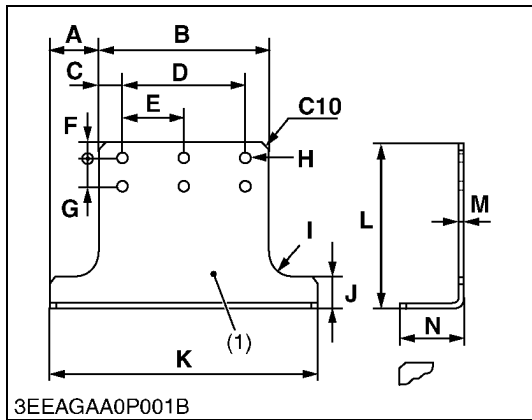 A B
C D
E C10
F H
G
L M
I
J
N
(1)
K
3EEAGAA0P001B